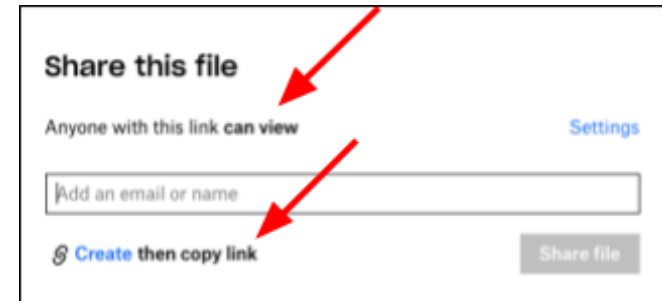 Share this file
Anyone with this link can view
Settings
Add an email or name
Create then copy link
Share file